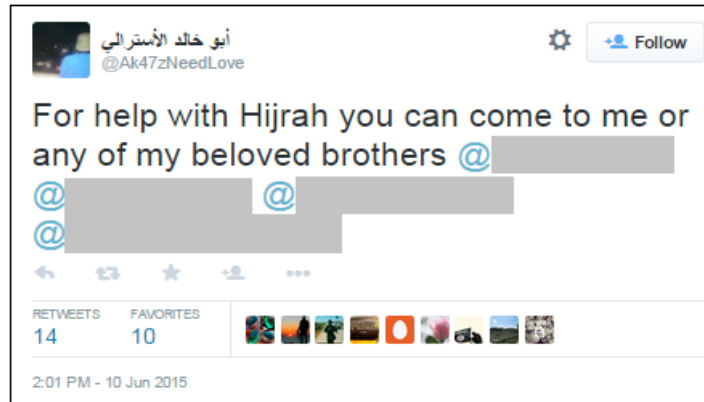 أبو خالد الأسترالي
@Ak47zNeedLove
Follow
For help with Hijrah you can come to me or
any of my beloved brothers @
@ @
@
RETWEETS FAVORITES
14 10
2:01 PM - 10 Jun 2015